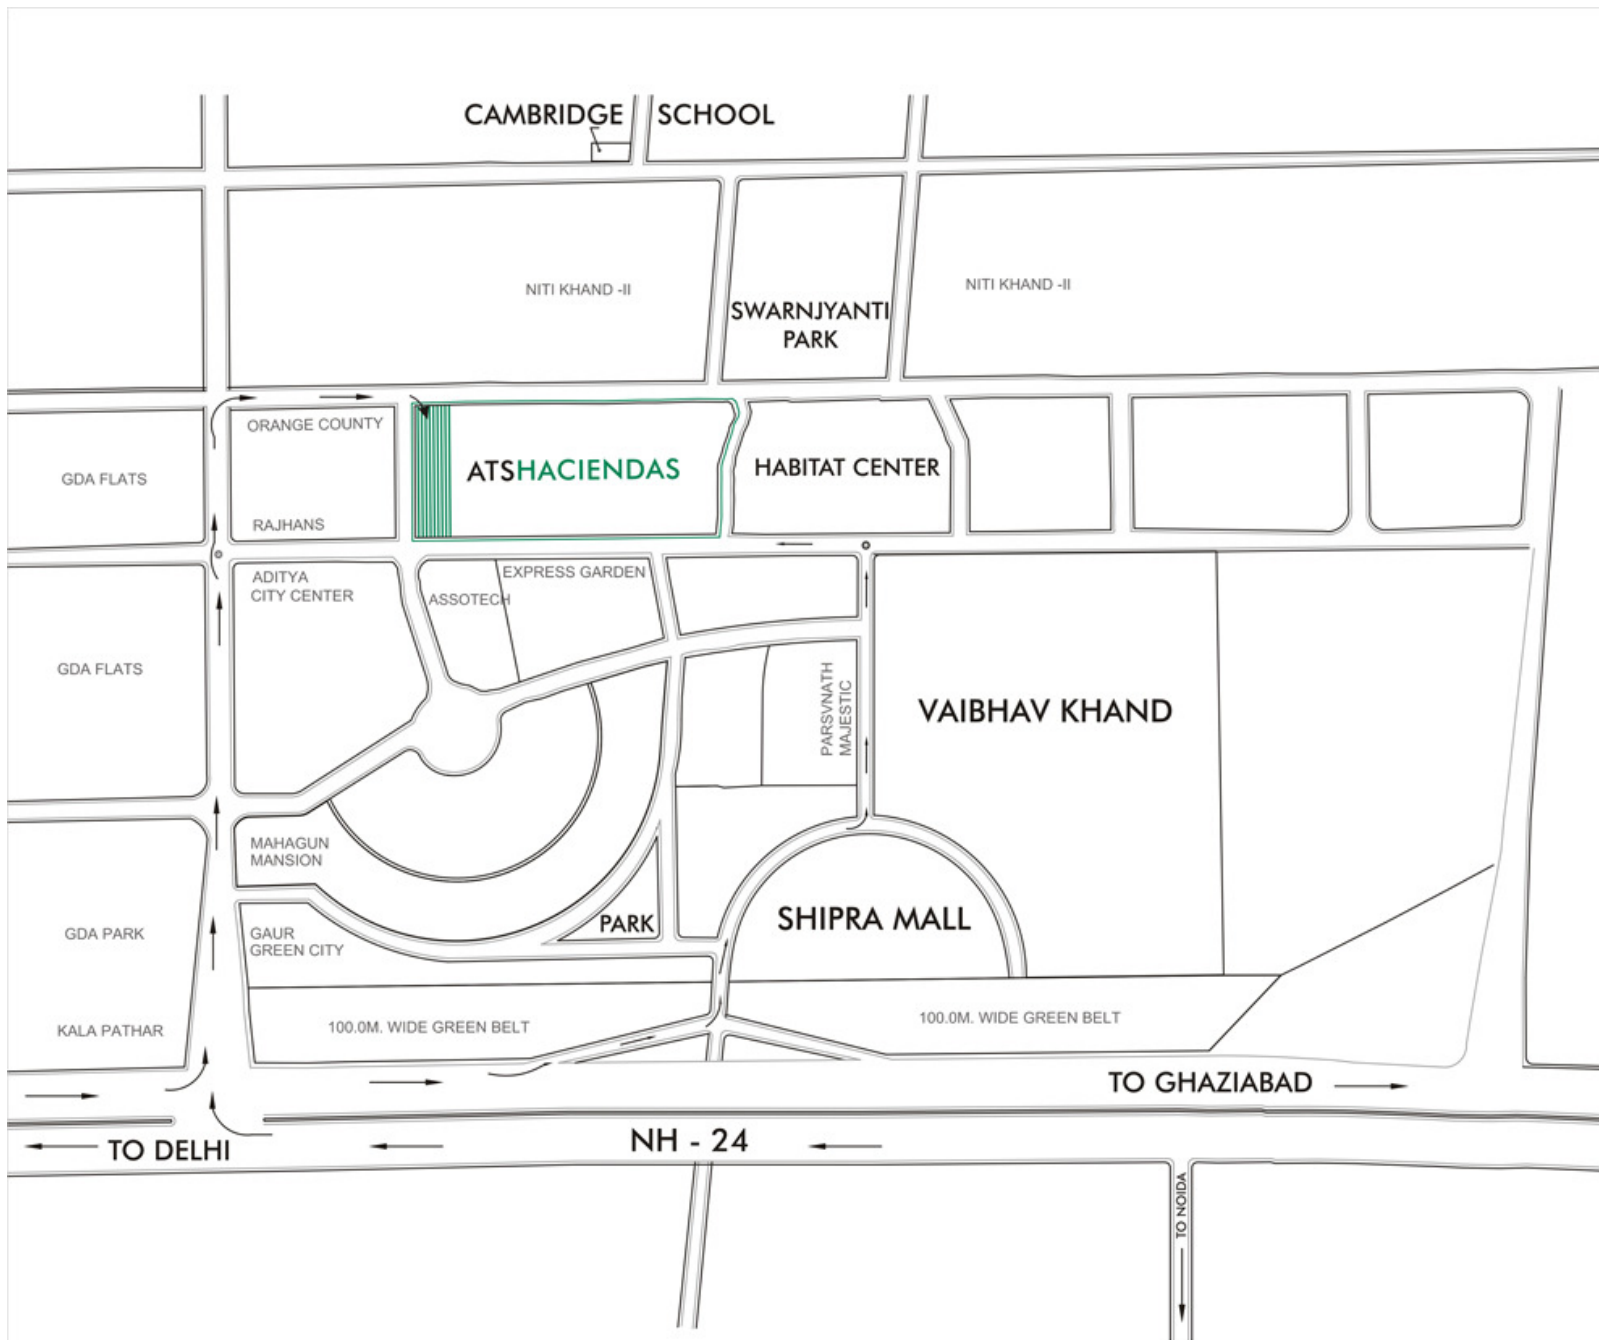 CAMBRIDGE SCHOOL
NITI KHAND -II
NITI KHAND -II
SWARNJYANTI
PARK
ORANGE COUNTY
RAJHANS
GDA FLATS
ATSHACIENDAS
HABITAT CENTER
ADITYA
CITY CENTER
ASSOTECH
EXPRESS GARDEN
GDA FLATS
PARSVNATH
MAJESTIC
VAIBHAV KHAND
MAHAGUN
MANSION
GDA PARK
GAUR
GREEN CITY
PARK
SHIPRA MALL
KALA PATHAR
100.0M. WIDE GREEN BELT
100.0M. WIDE GREEN BELT
TO GHAZIABAD
TO DELHI
NH - 24
TO NOIDA